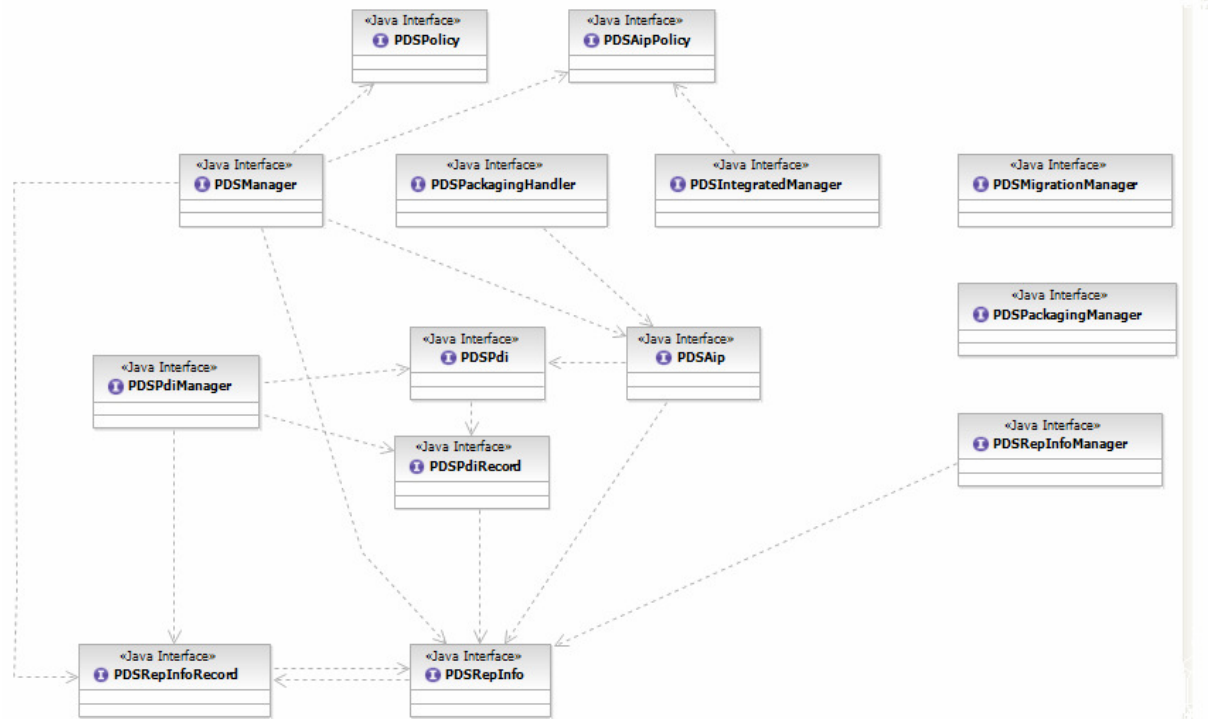 «Java Interface»
PDSPolicy
«Java Interface»
PDSAipPolicy
«Java Interface»
PDSManager
«Java Interface»
PDSPackagingHandler
«Java Interface»
PDSIntegratedManager
«Java Interface»
PDSMigrationManager
«Java Interface»
PDSPackagingManager
«Java Interface»
PDSPdi
«Java Interface»
PDSAip
«Java Interface»
PDSPdiManager
«Java Interface»
PDSPdiRecord
«Java Interface»
PDSRepInfoManager
«Java Interface»
PDSRepInfoRecord
«Java Interface»
PDSRepInfo